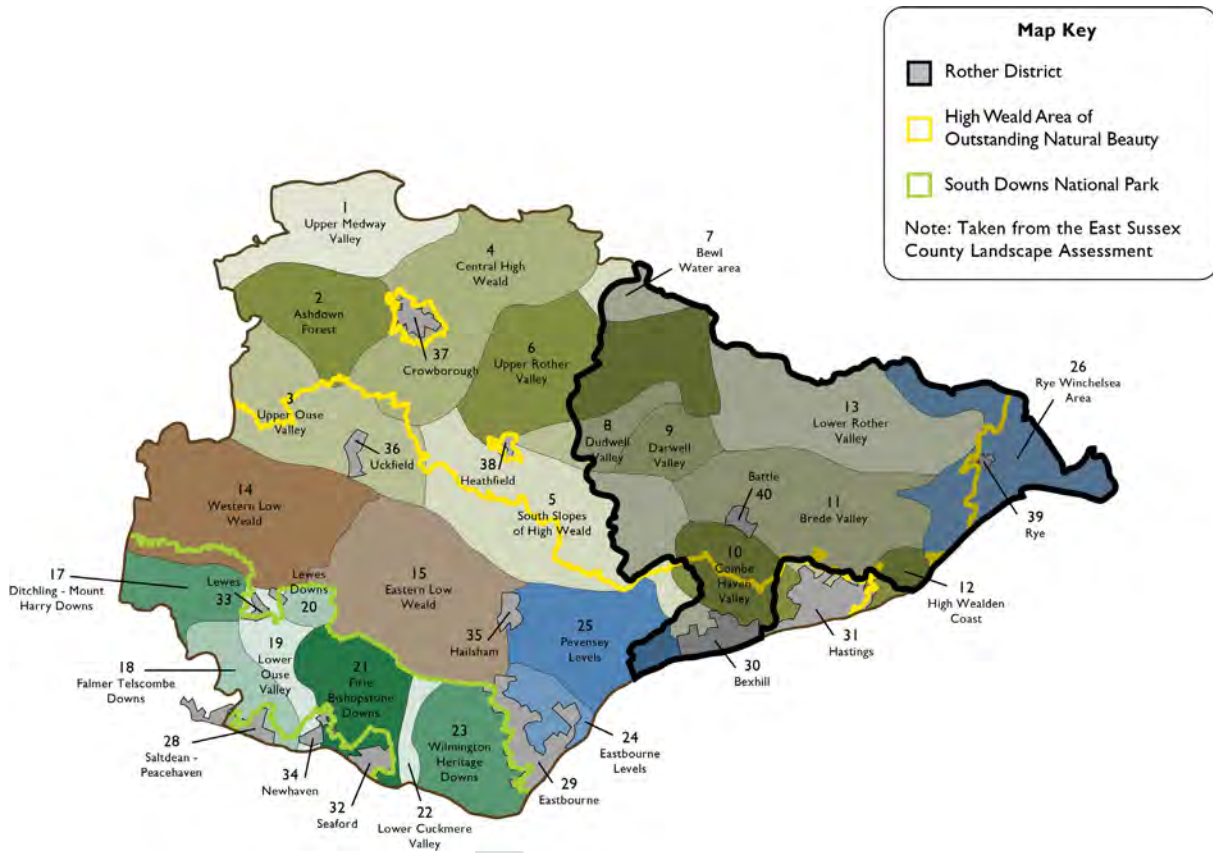 Map Key
Rother District
High Weald Area of
Outstanding Natural Beauty
South Downs National Park
Note: Taken from the East Sussex
County Landscape Assessment
1
Upper Medway
Valley
4
Central High
Weald
7
Bewl
Water area
2
Ashdown
Forest
37
Crowborough
6
Upper Rother
Valley
26
Rye Winchelsea
Area
3
Upper Ouse
Valley
13
Lower Rother
Valley
8
Dudwell
Valley
9
Darwell
Valley
36
Uckfield
38
Heathfield
14
Western Low
Weald
5
South Slopes
of High Weald
Battle
40
11
Brede Valley
39
Rye
10
Combe
Haven
Valley
12
High Wealden
Coast
17
Ditchling - Mount
Harry Downs
Lewes
33
Lewes
Downs
20
15
Eastern Low
Weald
35
Hailsham
25
Pevensey
Levels
31
Hastings
30
Bexhill
18
Falmer Telscombe
Downs
19
Lower
Ouse
Valley
21
Firle
Bishopstone
Downs
23
Wilmington
Heritage
Downs
24
Eastbourne
Levels
28
Saltdean -
Peacehaven
34
Newhaven
32
Seaford
22
Lower Cuckmere
Valley
29
Eastbourne